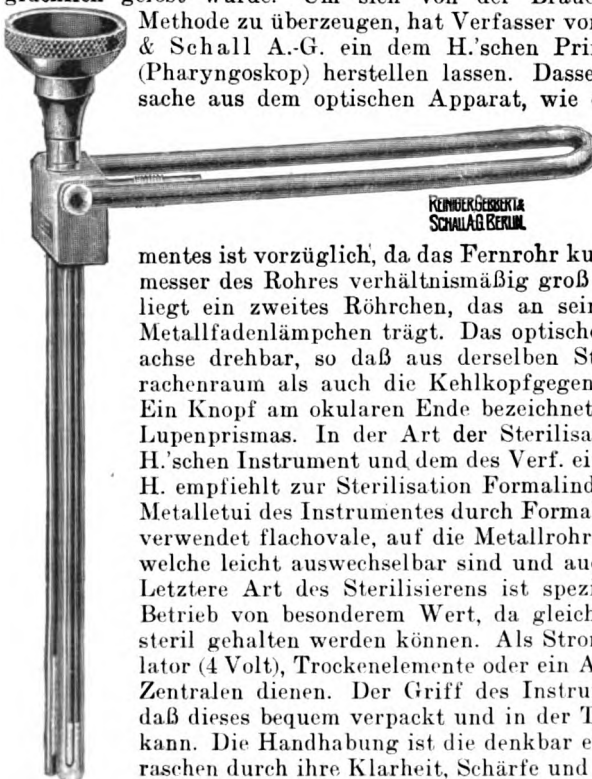 Methode zu überzeugen, hat Verfasser vo
& Schall A.-G. ein dem H.'schen Pri
(Pharyngoskop) herstellen lassen. Dasse
sache aus dem optischen Apparat, wie
REINIGER GEBBERT &
SCHALL A.G. BERLIN.
mentes ist vorzüglich, da das Fernrohr ku
messer des Rohres verhältnismäßig groß
liegt ein zweites Röhrchen, das an sein
Metallfadenlämpchen trägt. Das optische
achse drehbar, so daß aus derselben St
rachenraum als auch die Kehlkopfgegen
Ein Knopf am okularen Ende bezeichnet
Lupenprismas. In der Art der Sterilisa
H.'schen Instrument und dem des Verf. ei
H. empfiehlt zur Sterilisation Formalind
Metalletui des Instrumentes durch Forma
verwendet flachovale, auf die Metallrohr
welche leicht auswechselbar sind und au
Letztere Art des Sterilisierens ist spezi
Betrieb von besonderem Wert, da gleich
steril gehalten werden können. Als Stro
lator (4 Volt), Trockenelemente oder ein A
Zentralen dienen. Der Griff des Instru
daß dieses bequem verpackt und in der T
kann. Die Handhabung ist die denkbar e
raschen durch ihre Klarheit, Schärfe und